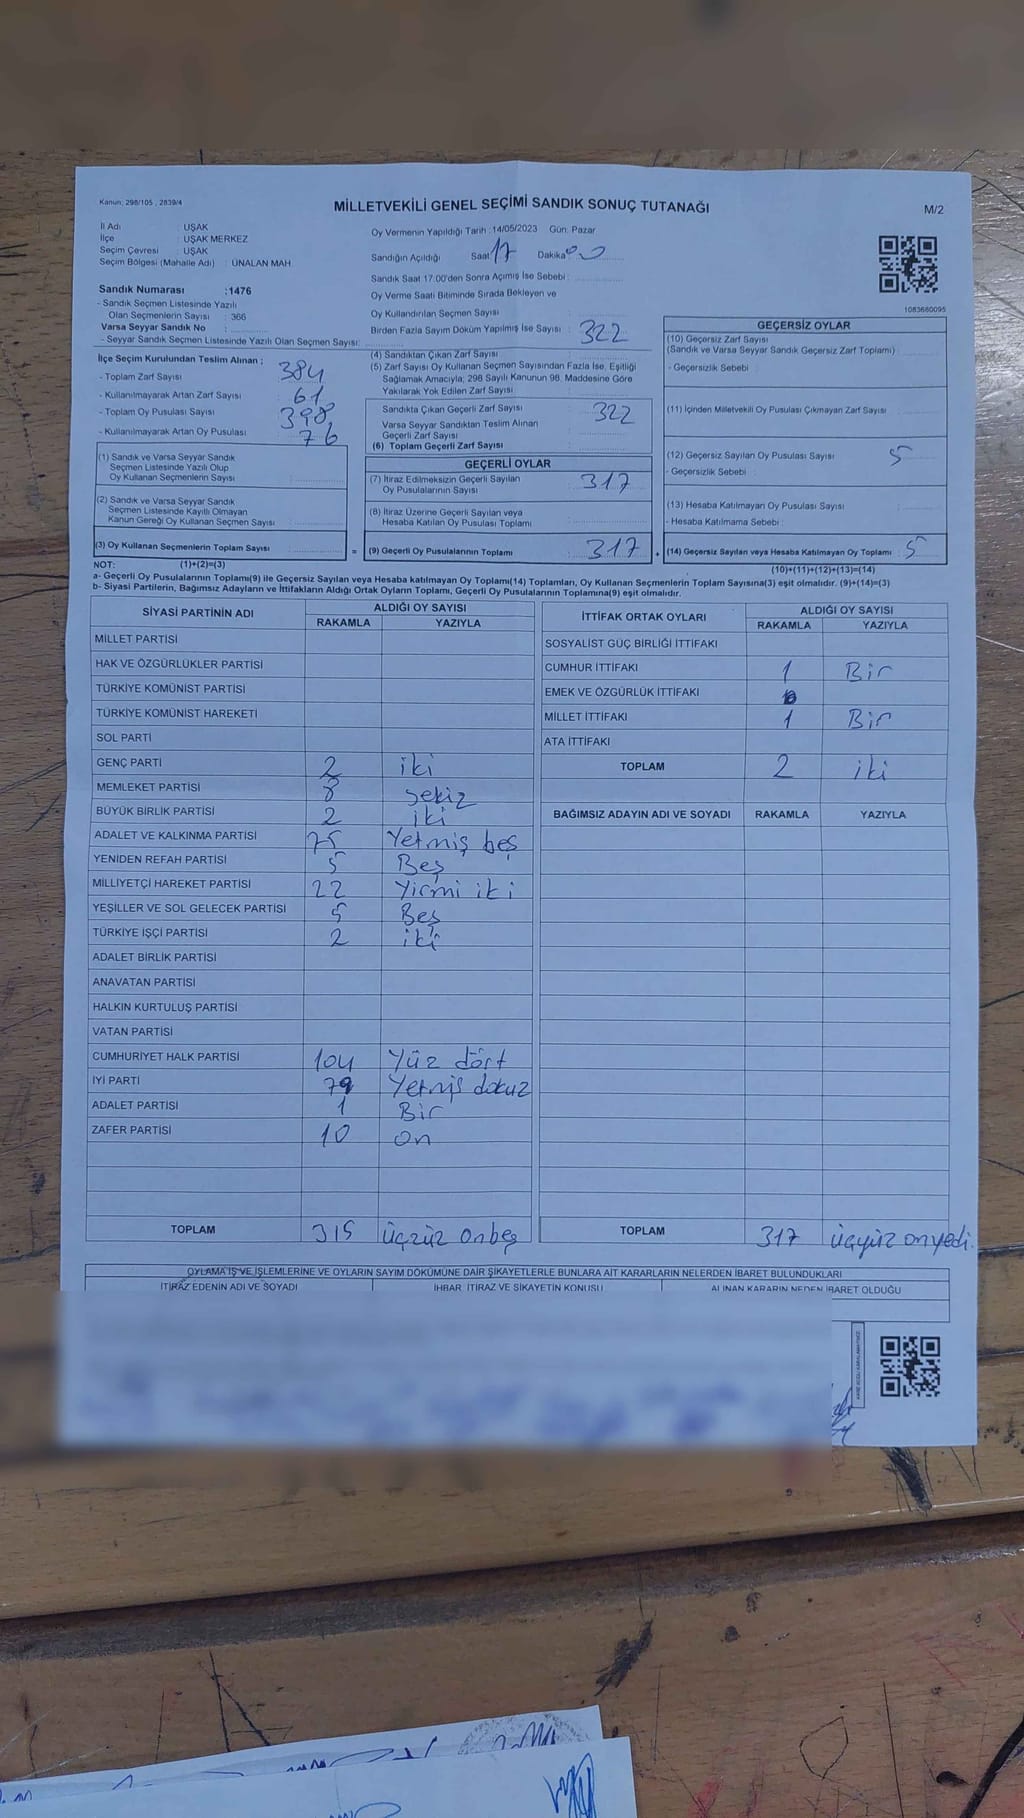 Kanun; 298/105 , 2839/4
MİLLETVEKİLİ GENEL SEÇİMİ SANDIK SONUÇ TUTANAĞI
M/2
İl Adı : UŞAK
İlçe : UŞAK MERKEZ
Seçim Çevresi : UŞAK
Seçim Bölgesi (Mahalle Adı) : ÜNALAN MAH.
Sandık Numarası :1476
- Sandık Seçmen Listesinde Yazılı
Olan Seçmenlerin Sayısı : 366
Varsa Seyyar Sandık No :
- Seyyar Sandık Seçmen Listesinde Yazılı Olan Seçmen Sayısı:
Oy Vermenin Yapıldığı Tarih :14/05/2023 Gün: Pazar
Sandığın Açıldığı Saat 17 Dakika 00
Sandık Saat 17:00'den Sonra Açımış İse Sebebi :
Oy Verme Saati Bitiminde Sırada Bekleyen ve
Oy Kullandırılan Seçmen Sayısı :
Birden Fazla Sayım Döküm Yapılmış İse Sayısı :
1083660095
İlçe Seçim Kurulundan Teslim Alınan ;
- Toplam Zarf Sayısı : 384
- Kullanılmayarak Artan Zarf Sayısı : 61
- Toplam Oy Pusulası Sayısı : 398
- Kullanılmayarak Artan Oy Pusulası : 76
(1) Sandık ve Varsa Seyyar Sandık
Seçmen Listesinde Yazılı Olup
Oy Kullanan Seçmenlerin Sayısı :
(2) Sandık ve Varsa Seyyar Sandık
Seçmen Listesinde Kayıtlı Olmayan
Kanun Gereği Oy Kullanan Seçmen Sayısı :
(3) Oy Kullanan Seçmenlerin Toplam Sayısı :
=
(4) Sandıktan Çıkan Zarf Sayısı : 322
(5) Zarf Sayısı Oy Kullanan Seçmen Sayısından Fazla İse, Eşitliği
Sağlamak Amacıyla; 298 Sayılı Kanunun 98. Maddesine Göre
Yakılarak Yok Edilen Zarf Sayısı :
Sandıkta Çıkan Geçerli Zarf Sayısı : 322
Varsa Seyyar Sandıktan Teslim Alınan
Geçerli Zarf Sayısı :
(6) Toplam Geçerli Zarf Sayısı :
GEÇERLİ OYLAR
(7) İtiraz Edilmeksizin Geçerli Sayılan
Oy Pusulalarının Sayısı : 317
(8) İtiraz Üzerine Geçerli Sayılan veya
Hesaba Katılan Oy Pusulası Toplamı :
(9) Geçerli Oy Pusulalarının Toplamı : 317
GEÇERSİZ OYLAR
(10) Geçersiz Zarf Sayısı
(Sandık ve Varsa Seyyar Sandık Geçersiz Zarf Toplamı) :
- Geçersizlik Sebebi :
(11) İçinden Milletvekili Oy Pusulası Çıkmayan Zarf Sayısı :
(12) Geçersiz Sayılan Oy Pusulası Sayısı : 5
- Geçersizlik Sebebi :
(13) Hesaba Katılmayan Oy Pusulası Sayısı :
- Hesaba Katılmama Sebebi :
(14) Geçersiz Sayılan veya Hesaba Katılmayan Oy Toplamı : 5
NOT: (1)+(2)=(3)
(10)+(11)+(12)+(13)=(14)
a- Geçerli Oy Pusulalarının Toplamı(9) ile Geçersiz Sayılan veya Hesaba katılmayan Oy Toplamı(14) Toplamları, Oy Kullanan Seçmenlerin Toplam Sayısına(3) eşit olmalıdır. (9)+(14)=(3)
b- Siyasi Partilerin, Bağımsız Adayların ve İttifakların Aldığı Ortak Oyların Toplamı, Geçerli Oy Pusulalarının Toplamına(9) eşit olmalıdır.
SİYASİ PARTİNİN ADI
ALDIĞI OY SAYISI
RAKAMLA YAZIYLA
MİLLET PARTİSİ
HAK VE ÖZGÜRLÜKLER PARTİSİ
TÜRKİYE KOMÜNİST PARTİSİ
TÜRKİYE KOMÜNİST HAREKETİ
SOL PARTİ
GENÇ PARTİ 2 iki
MEMLEKET PARTİSİ 8 sekiz
BÜYÜK BİRLİK PARTİSİ 2 iki
ADALET VE KALKINMA PARTİSİ 75 Yetmiş beş
YENİDEN REFAH PARTİSİ 5 Beş
MİLLİYETÇİ HAREKET PARTİSİ 22 Yirmi iki
YEŞİLLER VE SOL GELECEK PARTİSİ 5 Beş
TÜRKİYE İŞÇİ PARTİSİ 2 iki
ADALET BİRLİK PARTİSİ
ANAVATAN PARTİSİ
HALKIN KURTULUŞ PARTİSİ
VATAN PARTİSİ
CUMHURİYET HALK PARTİSİ 104 Yüz dört
İYİ PARTİ 79 Yetmiş dokuz
ADALET PARTİSİ 1 Bir
ZAFER PARTİSİ 10 on
TOPLAM 315 üçzüz onbeş
İTTİFAK ORTAK OYLARI
ALDIĞI OY SAYISI
RAKAMLA YAZIYLA
SOSYALİST GÜÇ BİRLİĞİ İTTİFAKI
CUMHUR İTTİFAKI 1 Bir
EMEK VE ÖZGÜRLÜK İTTİFAKI
MİLLET İTTİFAKI 1 Bir
ATA İTTİFAKI
TOPLAM 2 iki
BAĞIMSIZ ADAYIN ADI VE SOYADI RAKAMLA YAZIYLA
TOPLAM 317 üçyüz onyedi.
OYLAMA İŞ VE İŞLEMLERİNE VE OYLARIN SAYIM DÖKÜMÜNE DAİR ŞİKAYETLERLE BUNLARA AİT KARARLARIN NELERDEN İBARET BULUNDUKLARI
İTİRAZ EDENİN ADI VE SOYADI İHBAR, İTİRAZ VE ŞİKAYETİN KONUSU ALINAN KARARIN NEDEN İBARET OLDUĞU